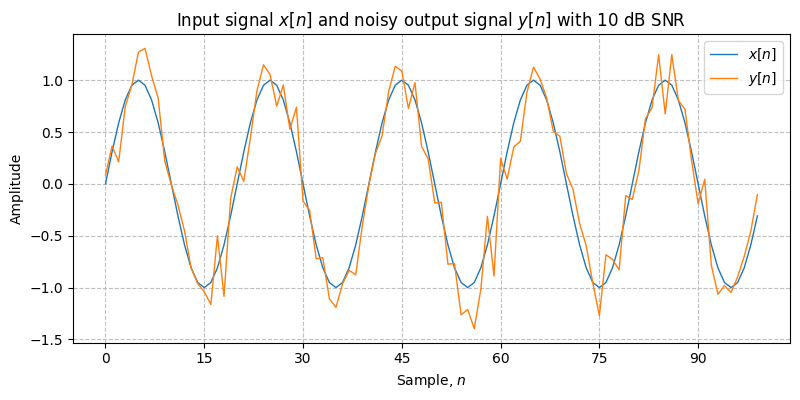 Input signal x[n] and noisy output signal y[n] with 10 dB SNR
x[n]
y[n]
1.0
0.5
0.0
−0.5
−1.0
−1.5
Amplitude
0 15 30 45 60 75 90
Sample, n